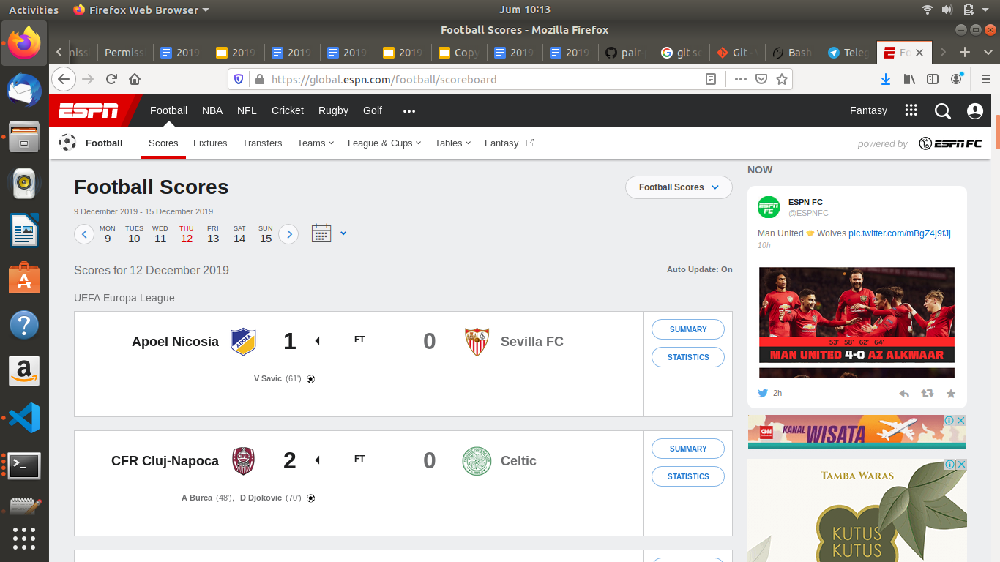 Activities Firefox Web Browser Jum 10:13
Football Scores - Mozilla Firefox
Permiss 2019 2019 2019 2019 2019 Copy 2019 2019 pair- git se Git - Bash Teleg Fo
https://global.espn.com/football/scoreboard
ESPN Football NBA NFL Cricket Rugby Golf ••• Fantasy
Football Scores Fixtures Transfers Teams League & Cups Tables Fantasy powered by ESPN FC
Football Scores
Football Scores
9 December 2019 - 15 December 2019
MON TUES WED THU FRI SAT SUN
9 10 11 12 13 14 15
Scores for 12 December 2019 Auto Update: On
UEFA Europa League
Apoel Nicosia 1 FT 0 Sevilla FC
V Savic (61')
SUMMARY
STATISTICS
CFR Cluj-Napoca 2 FT 0 Celtic
A Burca (48'), D Djokovic (70')
SUMMARY
STATISTICS
NOW
ESPN FC
ESPN FC
@ESPNFC
Man United Wolves pic.twitter.com/mBgZ4j9fJj
10h
53' 58' 62' 64'
MAN UNITED 4-0 AZ ALKMAAR
2h
CNN KANAL WISATA
TAMBA WARAS
KUTUS
KUTUS